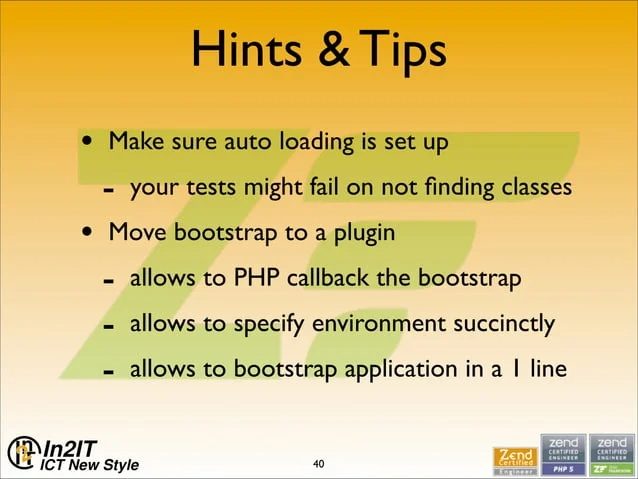 Hints & Tips
• Make sure auto loading is set up
- your tests might fail on not finding classes
• Move bootstrap to a plugin
- allows to PHP callback the bootstrap
- allows to specify environment succinctly
- allows to bootstrap application in a 1 line
In2IT
ICT New Style
40
Zend
Certified
Engineer
zend
CERTIFIED
ENGINEER
PHP 5
zend
CERTIFIED
ENGINEER
ZF ZEND
FRAMEWORK